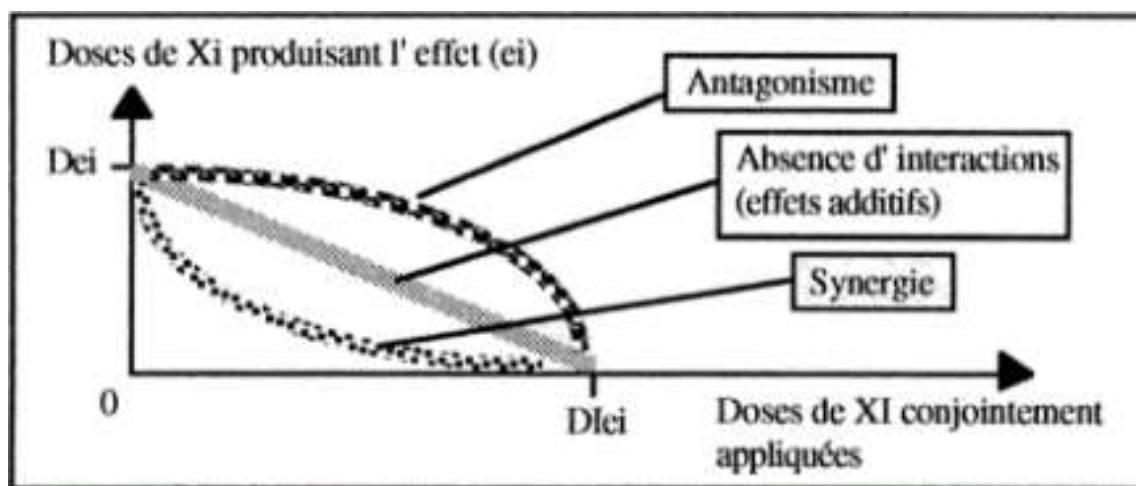 Doses de Xi produisant l' effet (ei)
Antagonisme
Dei
Absence d' interactions
(effets additifs)
Synergie
0
Dlei
Doses de XI conjointement
appliquées